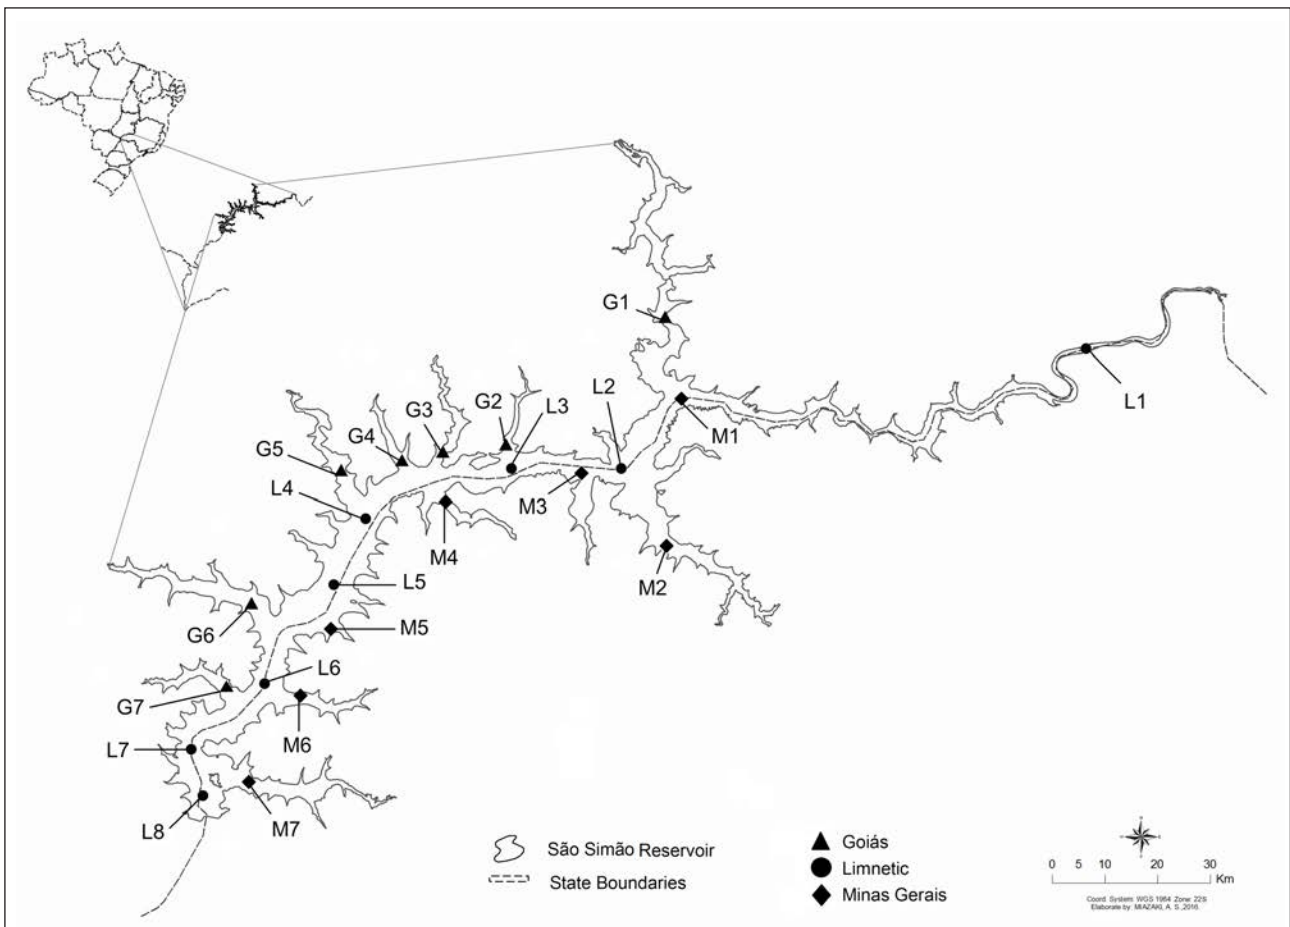 G1
L1
G2
L3
L2
G3
M1
G4
G5
L4
M3
M4
M2
L5
G6
M5
L6
G7
M6
L7
L8
M7
São Simão Reservoir
State Boundaries
Goiás
Limnetic
Minas Gerais
0 5 10 20 30
Km
Coord. System: WGS 1984 Zone: 22S
Elaborate by: MIAZAKI, A. S.,2016.